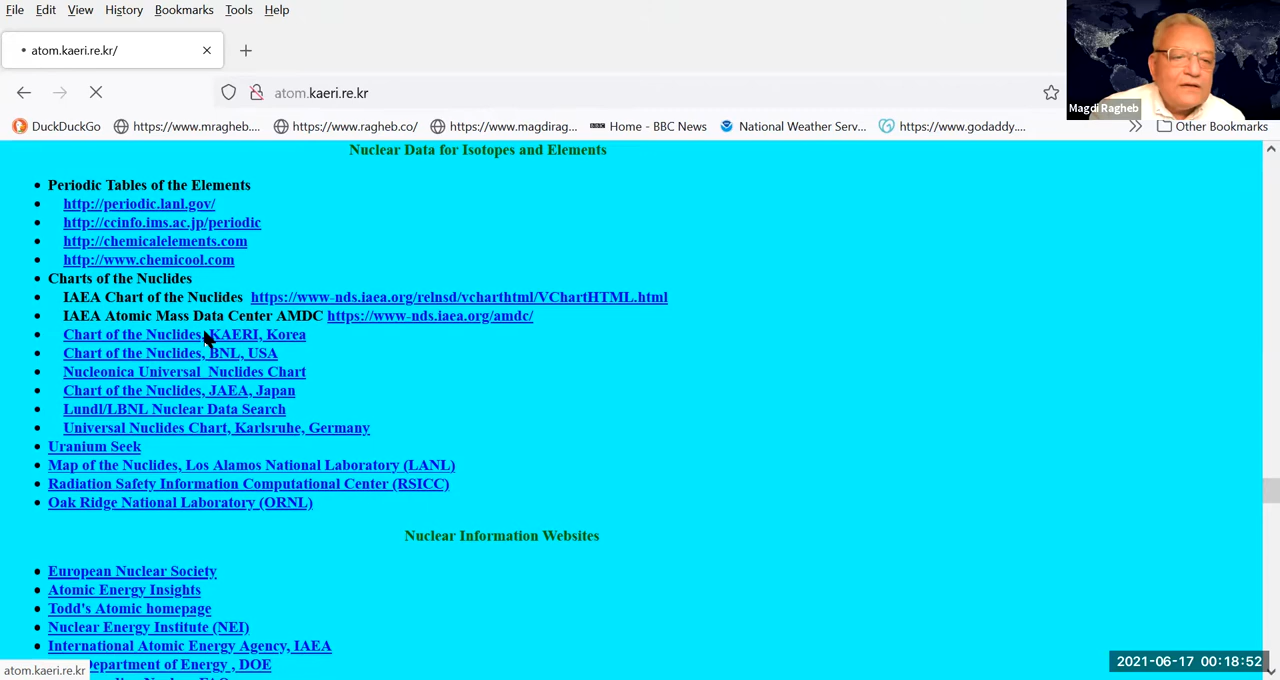 File Edit View History Bookmarks Tools Help
atom.kaeri.re.kr/
atom.kaeri.re.kr
Magdi Ragheb
DuckDuckGo https://www.mragheb.... https://www.ragheb.co/ https://www.magdirag... Home - BBC News National Weather Serv... https://www.godaddy.... Other Bookmarks
Nuclear Data for Isotopes and Elements
• Periodic Tables of the Elements
• http://periodic.lanl.gov/
• http://ccinfo.ims.ac.jp/periodic
• http://chemicalelements.com
• http://www.chemicool.com
• Charts of the Nuclides
• IAEA Chart of the Nuclides https://www-nds.iaea.org/relnsd/vcharthtml/VChartHTML.html
• IAEA Atomic Mass Data Center AMDC https://www-nds.iaea.org/amdc/
• Chart of the Nuclides, KAERI, Korea
• Chart of the Nuclides, BNL, USA
• Nucleonica Universal Nuclides Chart
• Chart of the Nuclides, JAEA, Japan
• Lundl/LBNL Nuclear Data Search
• Universal Nuclides Chart, Karlsruhe, Germany
• Uranium Seek
• Map of the Nuclides, Los Alamos National Laboratory (LANL)
• Radiation Safety Information Computational Center (RSICC)
• Oak Ridge National Laboratory (ORNL)
Nuclear Information Websites
• European Nuclear Society
• Atomic Energy Insights
• Todd's Atomic homepage
• Nuclear Energy Institute (NEI)
• International Atomic Energy Agency, IAEA
Department of Energy , DOE
atom.kaeri.re.kr
2021-06-17 00:18:52